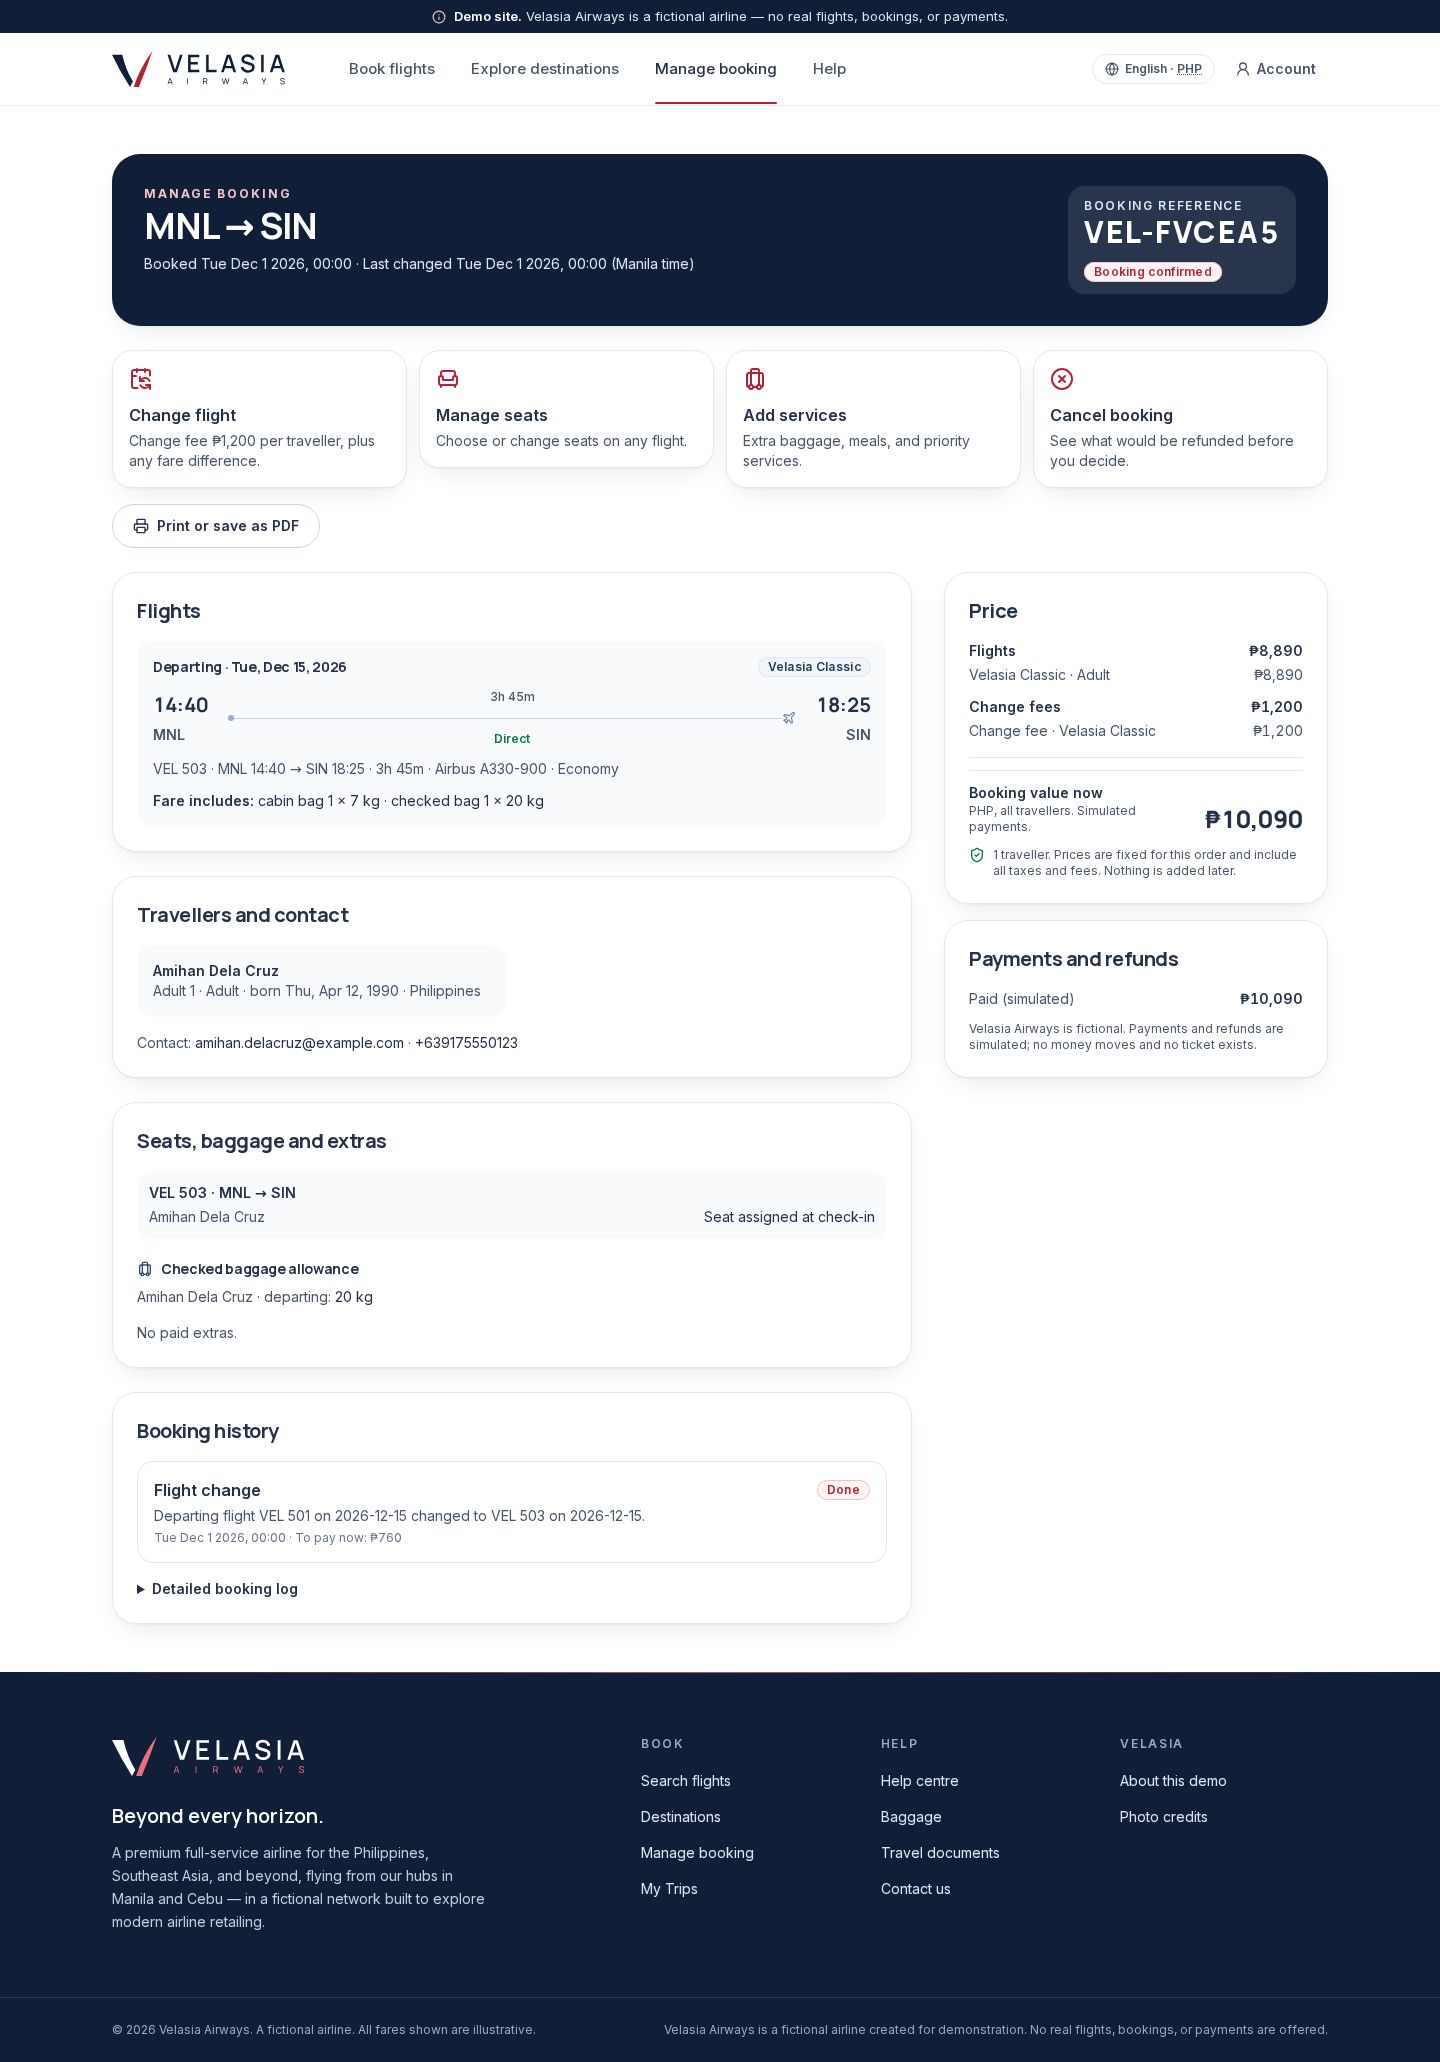 Demo site. Velasia Airways is a fictional airline — no real flights, bookings, or payments.
VELASIA
AIRWAYS
Book flights
Explore destinations
Manage booking
Help
English · PHP
Account
MANAGE BOOKING
MNL → SIN
Booked Tue Dec 1 2026, 00:00 · Last changed Tue Dec 1 2026, 00:00 (Manila time)
BOOKING REFERENCE
VEL-FVCEA5
Booking confirmed
Change flight
Change fee ₱1,200 per traveller, plus
any fare difference.
Manage seats
Choose or change seats on any flight.
Add services
Extra baggage, meals, and priority
services.
Cancel booking
See what would be refunded before
you decide.
Print or save as PDF
Flights
Departing · Tue, Dec 15, 2026
Velasia Classic
14:40
3h 45m
18:25
MNL
Direct
SIN
VEL 503 · MNL 14:40 → SIN 18:25 · 3h 45m · Airbus A330-900 · Economy
Fare includes: cabin bag 1 × 7 kg · checked bag 1 × 20 kg
Price
Flights ₱8,890
Velasia Classic · Adult ₱8,890
Change fees ₱1,200
Change fee · Velasia Classic ₱1,200
Booking value now
PHP, all travellers. Simulated
payments.
₱10,090
1 traveller. Prices are fixed for this order and include
all taxes and fees. Nothing is added later.
Travellers and contact
Amihan Dela Cruz
Adult 1 · Adult · born Thu, Apr 12, 1990 · Philippines
Contact: amihan.delacruz@example.com · +639175550123
Payments and refunds
Paid (simulated) ₱10,090
Velasia Airways is fictional. Payments and refunds are
simulated; no money moves and no ticket exists.
Seats, baggage and extras
VEL 503 · MNL → SIN
Amihan Dela Cruz
Seat assigned at check-in
Checked baggage allowance
Amihan Dela Cruz · departing: 20 kg
No paid extras.
Booking history
Flight change
Done
Departing flight VEL 501 on 2026-12-15 changed to VEL 503 on 2026-12-15.
Tue Dec 1 2026, 00:00 · To pay now: ₱760
Detailed booking log
VELASIA
AIRWAYS
Beyond every horizon.
A premium full-service airline for the Philippines,
Southeast Asia, and beyond, flying from our hubs in
Manila and Cebu — in a fictional network built to explore
modern airline retailing.
BOOK
Search flights
Destinations
Manage booking
My Trips
HELP
Help centre
Baggage
Travel documents
Contact us
VELASIA
About this demo
Photo credits
© 2026 Velasia Airways. A fictional airline. All fares shown are illustrative.
Velasia Airways is a fictional airline created for demonstration. No real flights, bookings, or payments are offered.